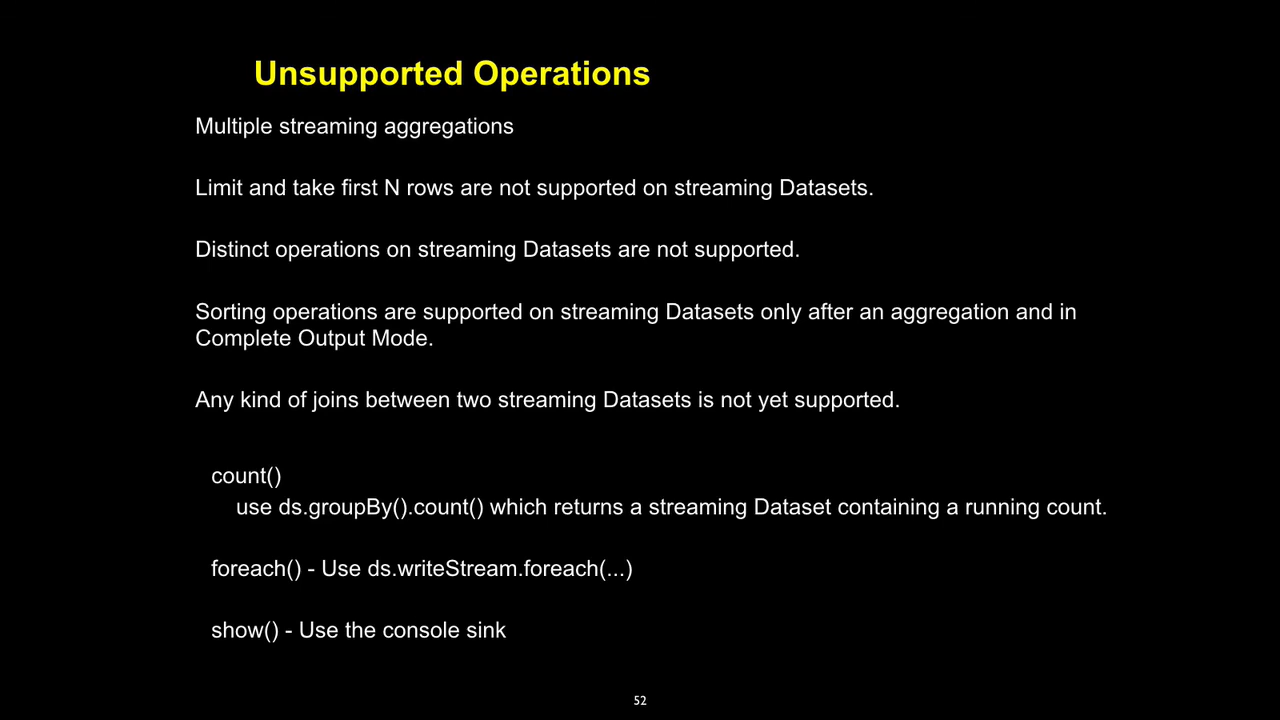 Unsupported Operations
Multiple streaming aggregations
Limit and take first N rows are not supported on streaming Datasets.
Distinct operations on streaming Datasets are not supported.
Sorting operations are supported on streaming Datasets only after an aggregation and in
Complete Output Mode.
Any kind of joins between two streaming Datasets is not yet supported.
count()
use ds.groupBy().count() which returns a streaming Dataset containing a running count.
foreach() - Use ds.writeStream.foreach(...)
show() - Use the console sink
52